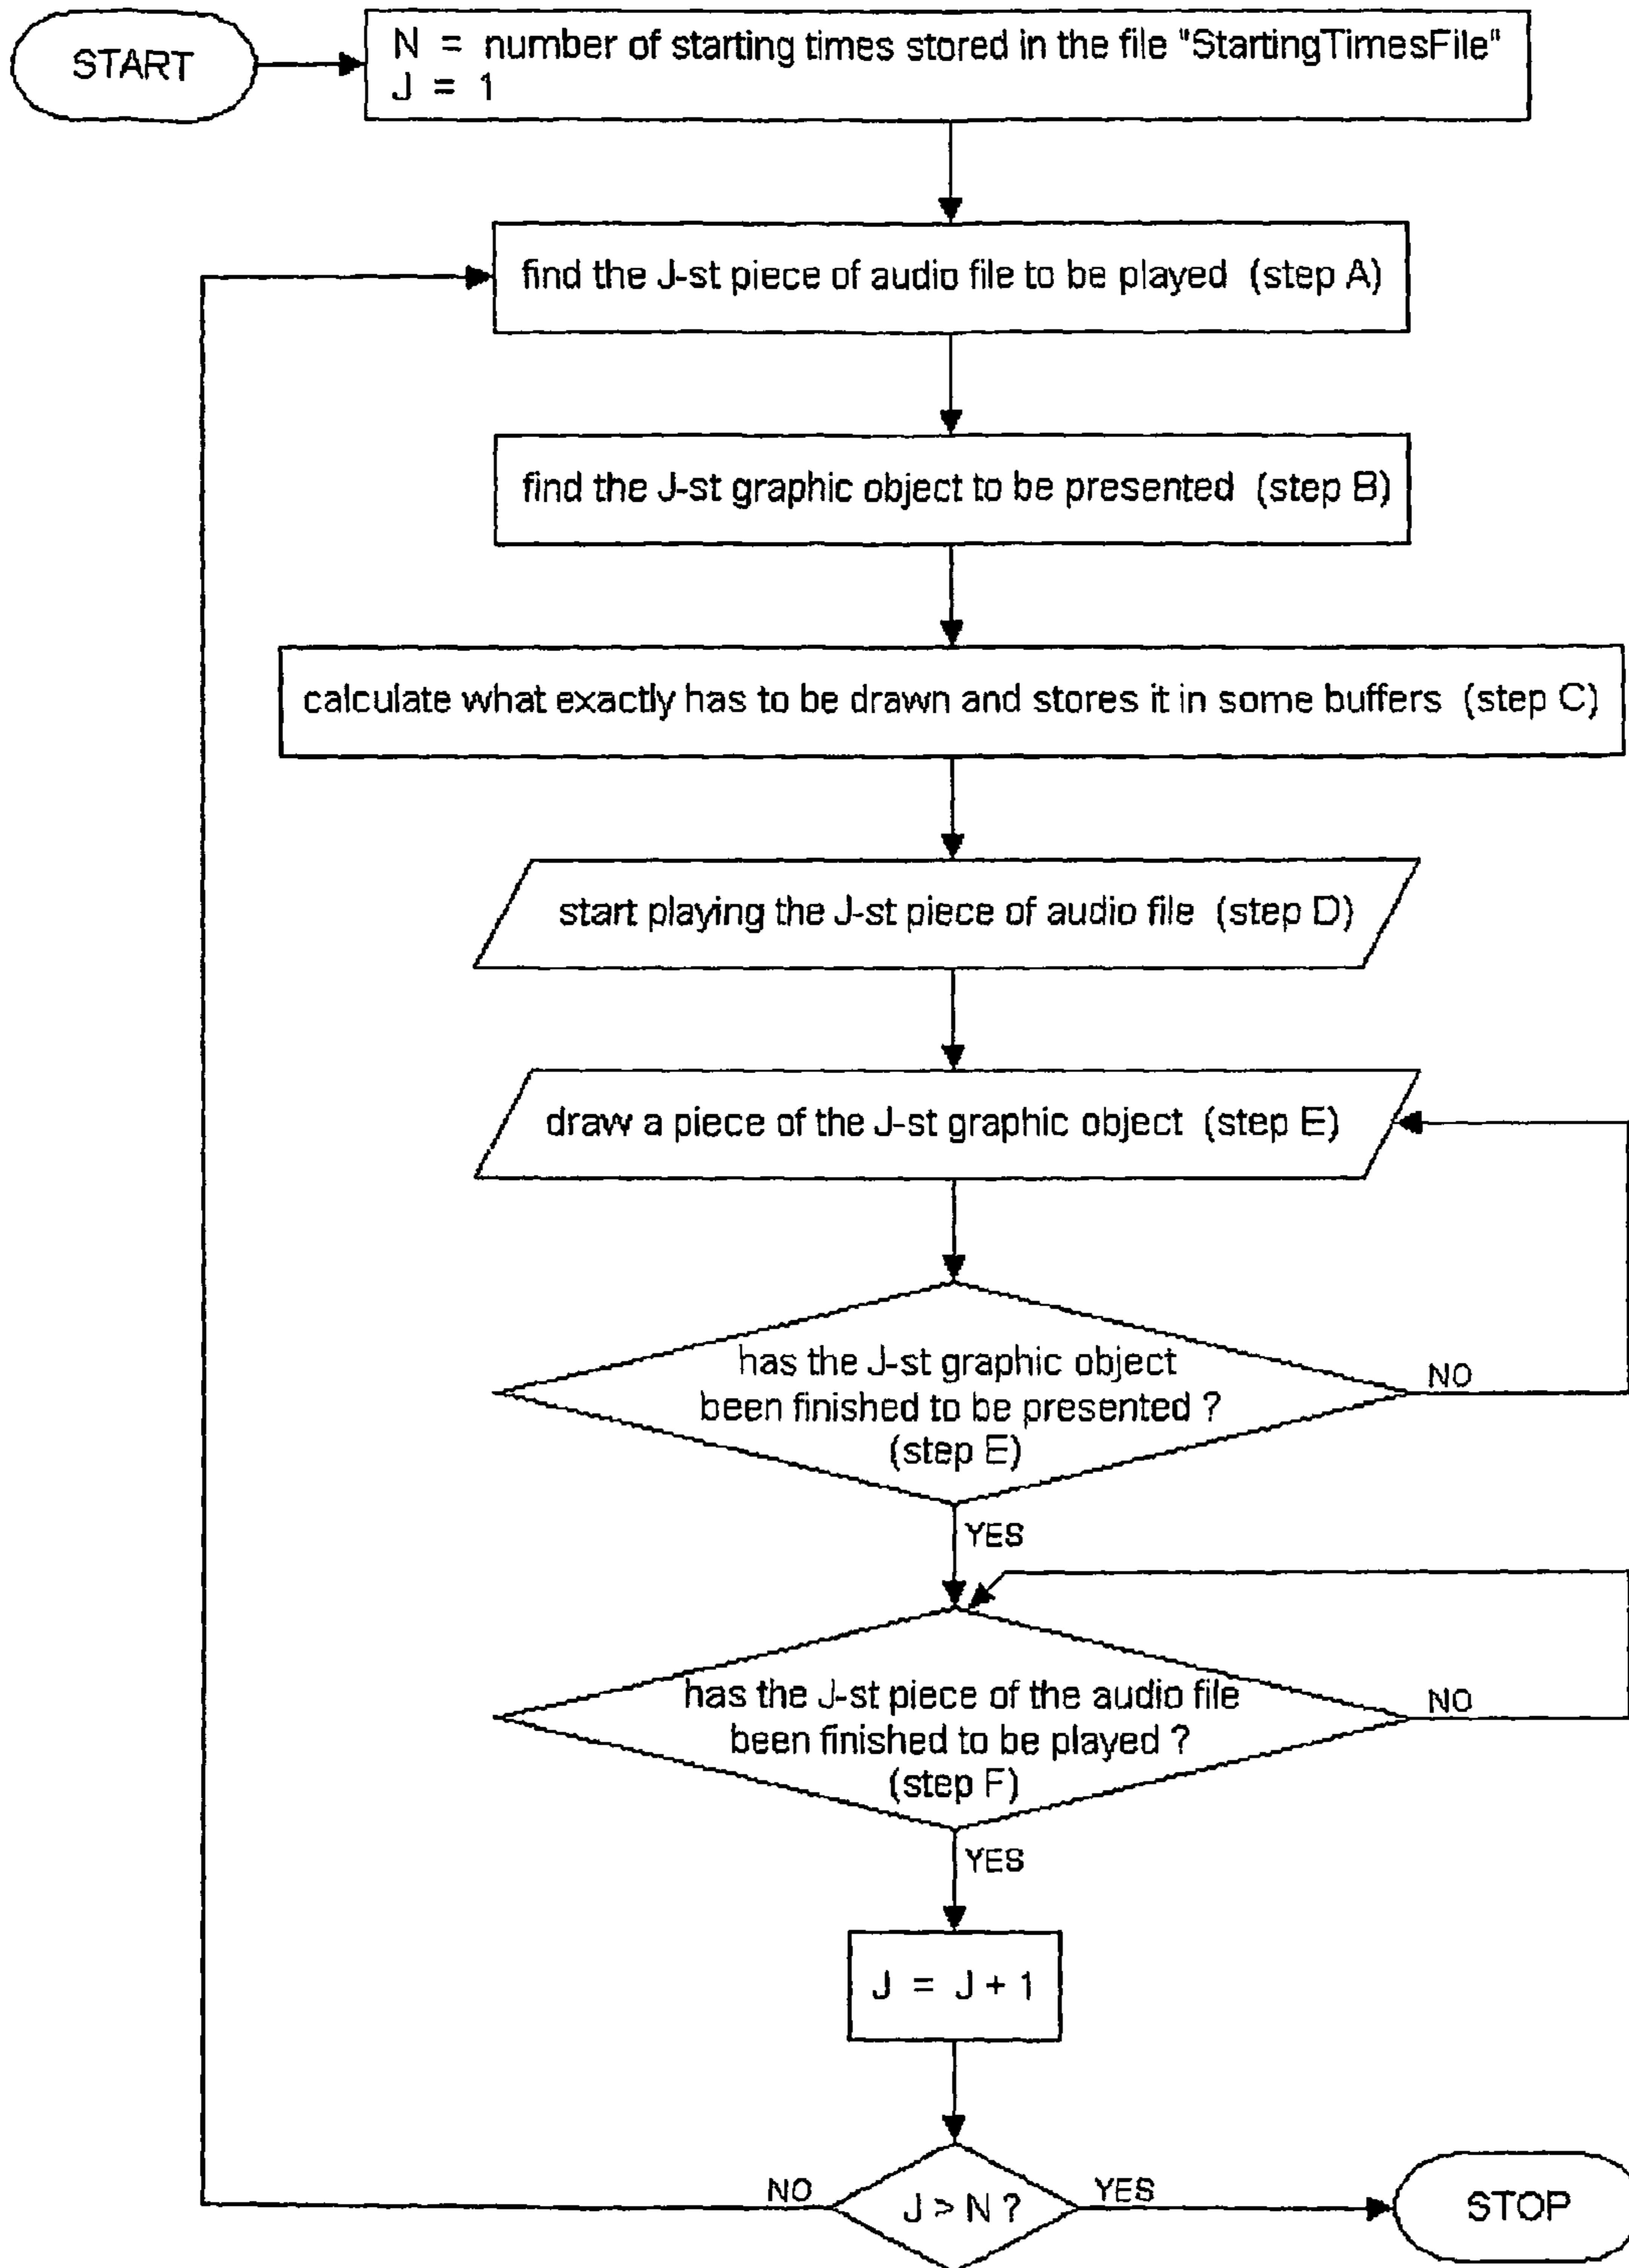 START
N = number of starting times stored in the file "StartingTimesFile"
J = 1
find the J-st piece of audio file to be played (step A)
find the J-st graphic object to be presented (step B)
calculate what exactly has to be drawn and stores it in some buffers (step C)
start playing the J-st piece of audio file (step D)
draw a piece of the J-st graphic object (step E)
has the J-st graphic object
been finished to be presented ?
(step E)
NO
YES
has the J-st piece of the audio file
been finished to be played ?
(step F)
NO
YES
J = J + 1
NO
J > N ?
YES
STOP